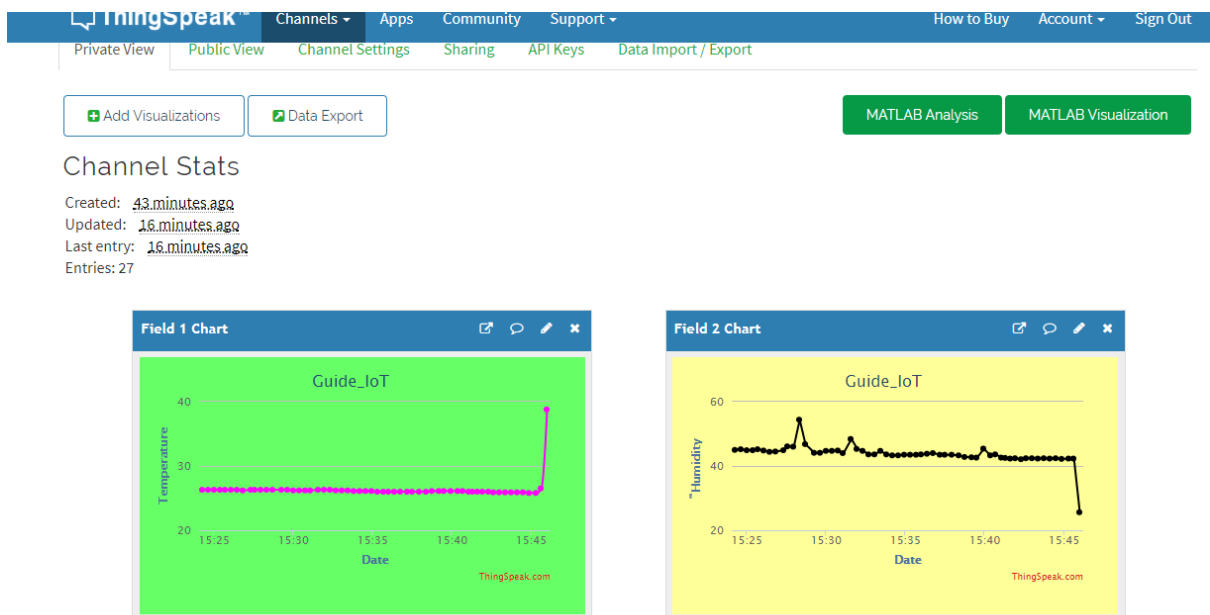 ThingSpeak™ Channels Apps Community Support How to Buy Account Sign Out
Private View Public View Channel Settings Sharing API Keys Data Import / Export
Add Visualizations Data Export MATLAB Analysis MATLAB Visualization
Channel Stats
Created: 43 minutes ago
Updated: 16 minutes ago
Last entry: 16 minutes ago
Entries: 27
Field 1 Chart
Guide_IoT
Temperature
40
30
20
15:25 15:30 15:35 15:40 15:45
Date
ThingSpeak.com
Field 2 Chart
Guide_IoT
"Humidity
60
40
20
15:25 15:30 15:35 15:40 15:45
Date
ThingSpeak.com